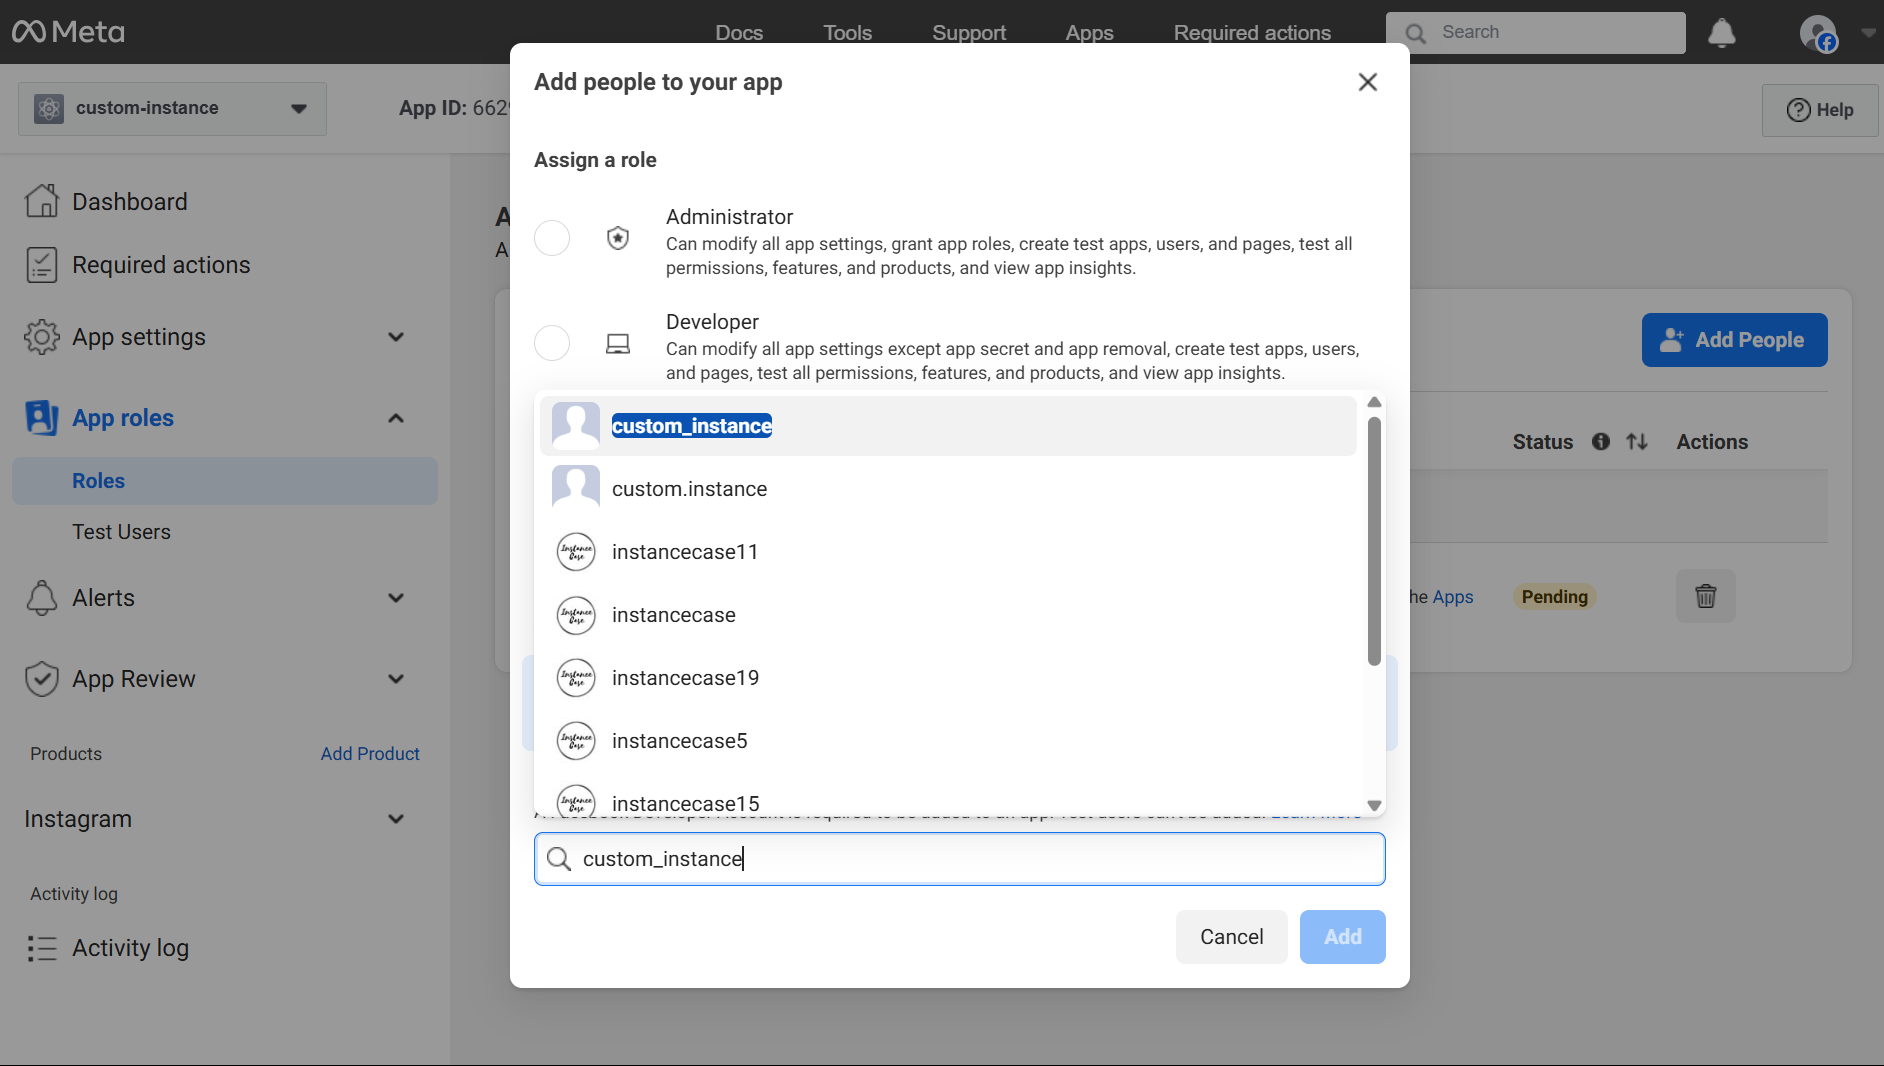 Meta
Docs
Tools
Support
Apps
Required actions
Search
custom-instance
App ID: 662
Help
Dashboard
Required actions
App settings
App roles
Roles
Test Users
Alerts
App Review
Products
Add Product
Instagram
Activity log
Activity log
Add people to your app
Assign a role
Administrator
Can modify all app settings, grant app roles, create test apps, users, and pages, test all
permissions, features, and products, and view app insights.
Developer
Can modify all app settings except app secret and app removal, create test apps, users,
and pages, test all permissions, features, and products, and view app insights.
custom_instance
custom.instance
instancecase11
instancecase
instancecase19
instancecase5
instancecase15
custom_instance
Cancel
Add
Add People
Status
Actions
he Apps
Pending